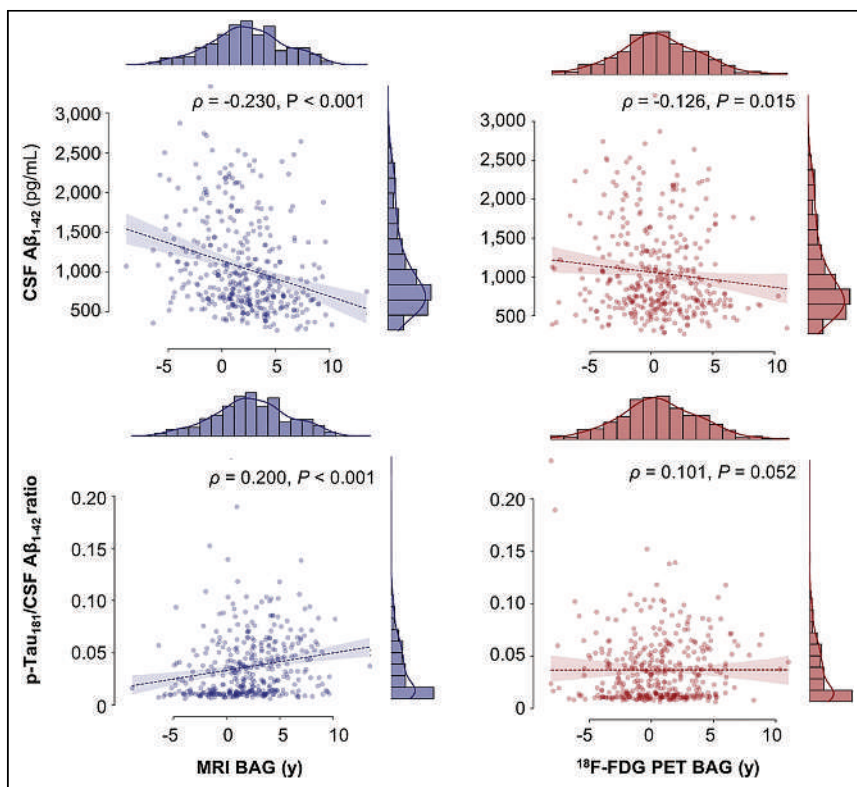 ρ = -0.230, P < 0.001
3,000
2,500
2,000
1,500
1,000
500
CSF Aβ1-42 (pg/mL)
-5 0 5 10
ρ = -0.126, P = 0.015
3,000
2,500
2,000
1,500
1,000
500
-5 0 5 10
ρ = 0.200, P < 0.001
0.20
0.15
0.10
0.05
0
p-Tau181/CSF Aβ1-42 ratio
-5 0 5 10
MRI BAG (y)
ρ = 0.101, P = 0.052
0.20
0.15
0.10
0.05
0
-5 0 5 10
18F-FDG PET BAG (y)